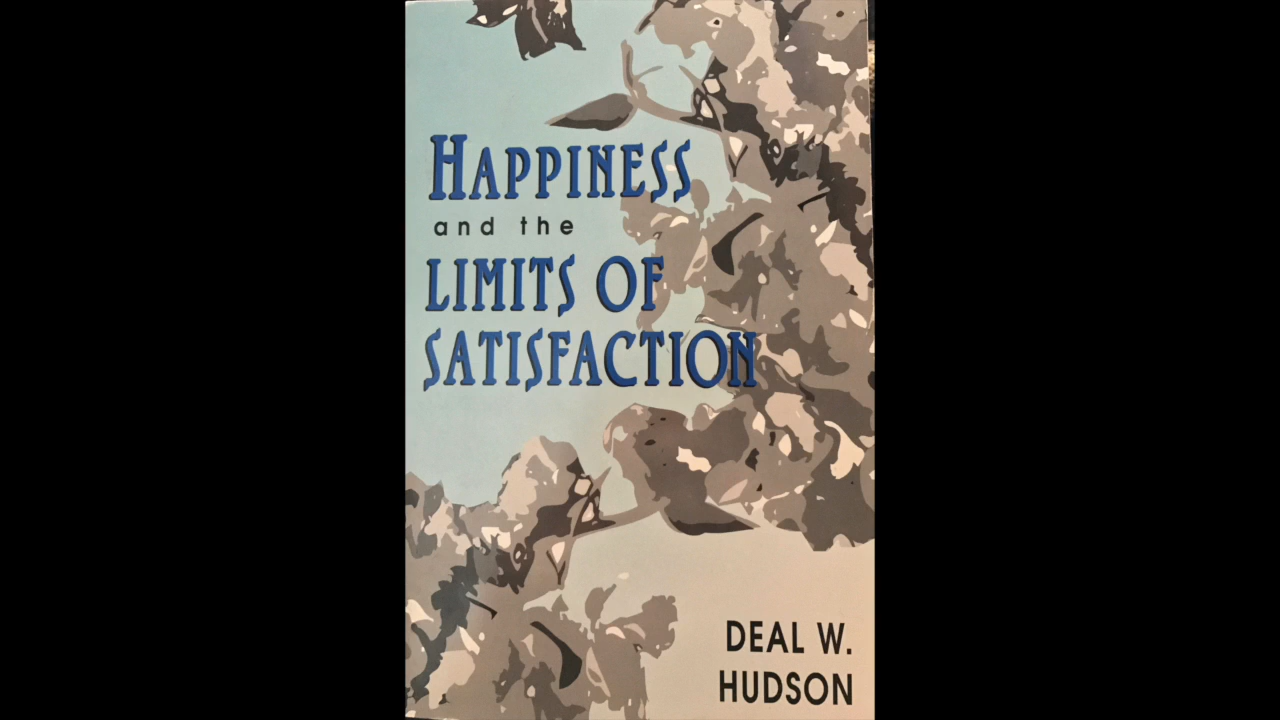 HAPPINESS
and the
LIMITS OF
SATISFACTION
DEAL W.
HUDSON